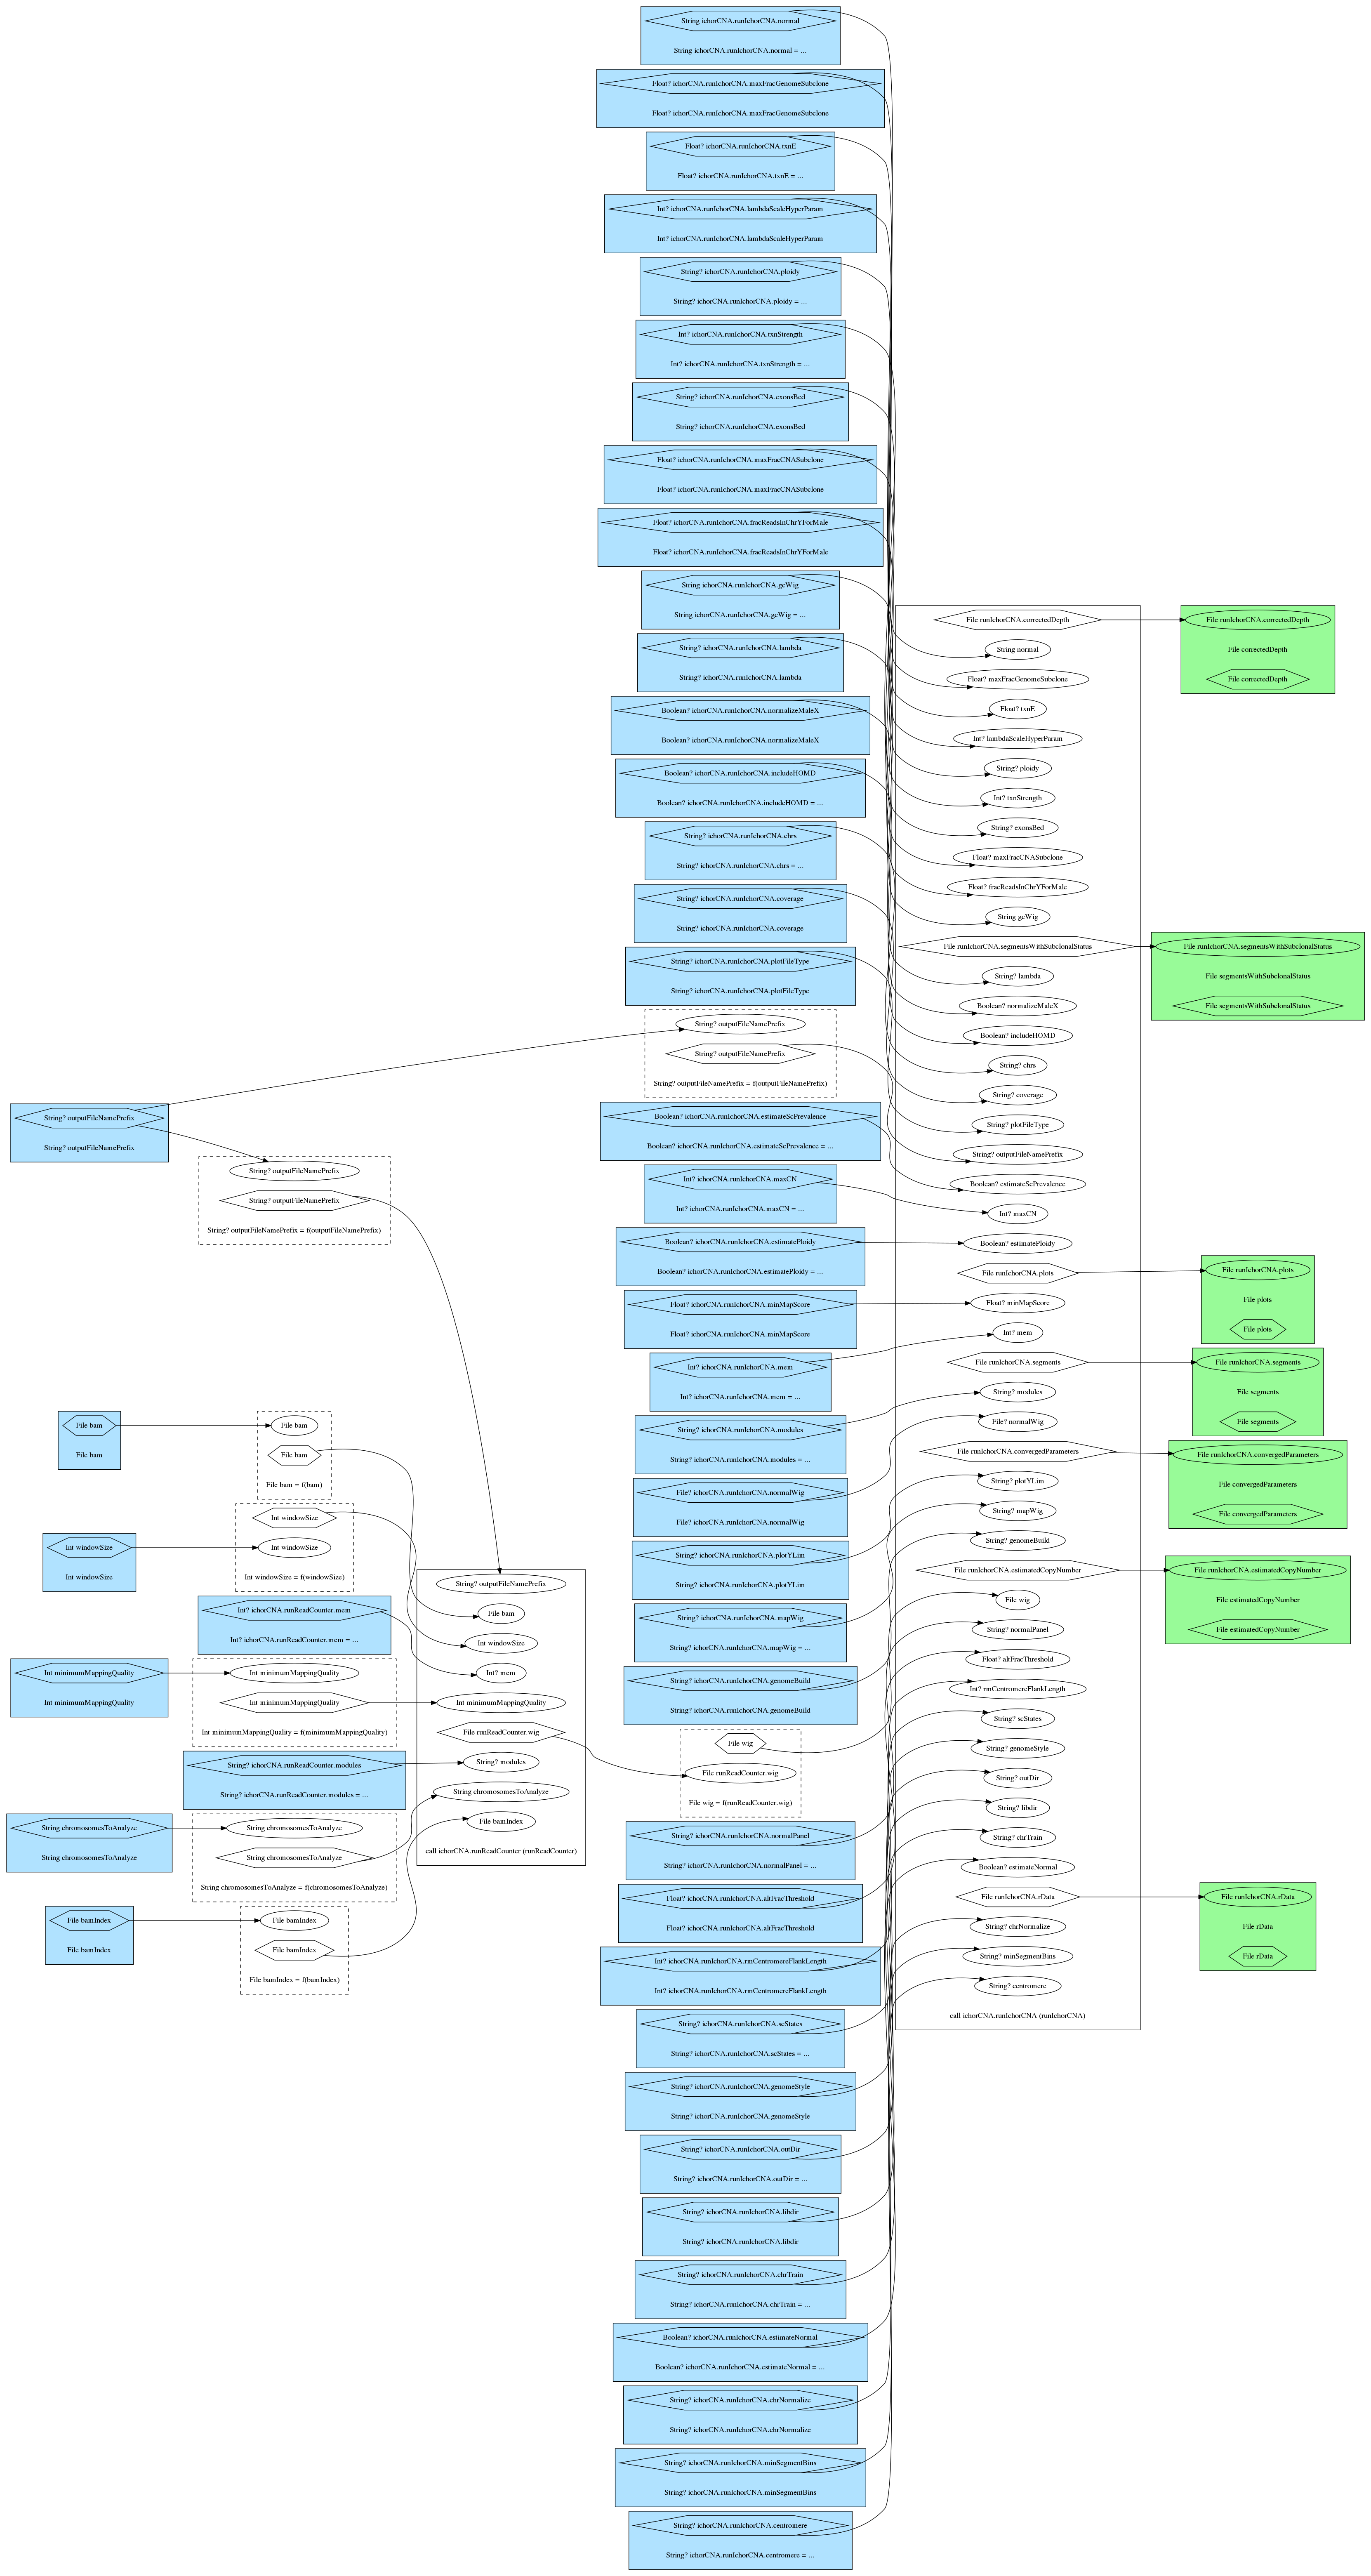 String? outputFileNamePrefix
String? outputFileNamePrefix
File bam
File bam
Int windowSize
Int windowSize
Int minimumMappingQuality
Int minimumMappingQuality
String chromosomesToAnalyze
String chromosomesToAnalyze
File bamIndex
File bamIndex
String? outputFileNamePrefix
String? outputFileNamePrefix
String? outputFileNamePrefix = f(outputFileNamePrefix)
File bam
File bam
File bam = f(bam)
Int windowSize
Int windowSize
Int windowSize = f(windowSize)
Int? ichorCNA.runReadCounter.mem
Int? ichorCNA.runReadCounter.mem = ...
Int minimumMappingQuality
Int minimumMappingQuality
Int minimumMappingQuality = f(minimumMappingQuality)
String? ichorCNA.runReadCounter.modules
String? ichorCNA.runReadCounter.modules = ...
String chromosomesToAnalyze
String chromosomesToAnalyze
String chromosomesToAnalyze = f(chromosomesToAnalyze)
File bamIndex
File bamIndex
File bamIndex = f(bamIndex)
String? outputFileNamePrefix
File bam
Int windowSize
Int? mem
Int minimumMappingQuality
File runReadCounter.wig
String? modules
String chromosomesToAnalyze
File bamIndex
call ichorCNA.runReadCounter (runReadCounter)
String ichorCNA.runIchorCNA.normal
String ichorCNA.runIchorCNA.normal = ...
Float? ichorCNA.runIchorCNA.maxFracGenomeSubclone
Float? ichorCNA.runIchorCNA.maxFracGenomeSubclone
Float? ichorCNA.runIchorCNA.txnE
Float? ichorCNA.runIchorCNA.txnE = ...
Int? ichorCNA.runIchorCNA.lambdaScaleHyperParam
Int? ichorCNA.runIchorCNA.lambdaScaleHyperParam
String? ichorCNA.runIchorCNA.ploidy
String? ichorCNA.runIchorCNA.ploidy = ...
Int? ichorCNA.runIchorCNA.txnStrength
Int? ichorCNA.runIchorCNA.txnStrength = ...
String? ichorCNA.runIchorCNA.exonsBed
String? ichorCNA.runIchorCNA.exonsBed
Float? ichorCNA.runIchorCNA.maxFracCNASubclone
Float? ichorCNA.runIchorCNA.maxFracCNASubclone
Float? ichorCNA.runIchorCNA.fracReadsInChrYForMale
Float? ichorCNA.runIchorCNA.fracReadsInChrYForMale
String ichorCNA.runIchorCNA.gcWig
String ichorCNA.runIchorCNA.gcWig = ...
String? ichorCNA.runIchorCNA.lambda
String? ichorCNA.runIchorCNA.lambda
Boolean? ichorCNA.runIchorCNA.normalizeMaleX
Boolean? ichorCNA.runIchorCNA.normalizeMaleX
Boolean? ichorCNA.runIchorCNA.includeHOMD
Boolean? ichorCNA.runIchorCNA.includeHOMD = ...
String? ichorCNA.runIchorCNA.chrs
String? ichorCNA.runIchorCNA.chrs = ...
String? ichorCNA.runIchorCNA.coverage
String? ichorCNA.runIchorCNA.coverage
String? ichorCNA.runIchorCNA.plotFileType
String? ichorCNA.runIchorCNA.plotFileType
String? outputFileNamePrefix
String? outputFileNamePrefix
String? outputFileNamePrefix = f(outputFileNamePrefix)
Boolean? ichorCNA.runIchorCNA.estimateScPrevalence
Boolean? ichorCNA.runIchorCNA.estimateScPrevalence = ...
Int? ichorCNA.runIchorCNA.maxCN
Int? ichorCNA.runIchorCNA.maxCN = ...
Boolean? ichorCNA.runIchorCNA.estimatePloidy
Boolean? ichorCNA.runIchorCNA.estimatePloidy = ...
Float? ichorCNA.runIchorCNA.minMapScore
Float? ichorCNA.runIchorCNA.minMapScore
Int? ichorCNA.runIchorCNA.mem
Int? ichorCNA.runIchorCNA.mem = ...
String? ichorCNA.runIchorCNA.modules
String? ichorCNA.runIchorCNA.modules = ...
File? ichorCNA.runIchorCNA.normalWig
File? ichorCNA.runIchorCNA.normalWig
String? ichorCNA.runIchorCNA.plotYLim
String? ichorCNA.runIchorCNA.plotYLim
String? ichorCNA.runIchorCNA.mapWig
String? ichorCNA.runIchorCNA.mapWig = ...
String? ichorCNA.runIchorCNA.genomeBuild
String? ichorCNA.runIchorCNA.genomeBuild
File wig
File runReadCounter.wig
File wig = f(runReadCounter.wig)
String? ichorCNA.runIchorCNA.normalPanel
String? ichorCNA.runIchorCNA.normalPanel = ...
Float? ichorCNA.runIchorCNA.altFracThreshold
Float? ichorCNA.runIchorCNA.altFracThreshold
Int? ichorCNA.runIchorCNA.rmCentromereFlankLength
Int? ichorCNA.runIchorCNA.rmCentromereFlankLength
String? ichorCNA.runIchorCNA.scStates
String? ichorCNA.runIchorCNA.scStates = ...
String? ichorCNA.runIchorCNA.genomeStyle
String? ichorCNA.runIchorCNA.genomeStyle
String? ichorCNA.runIchorCNA.outDir
String? ichorCNA.runIchorCNA.outDir = ...
String? ichorCNA.runIchorCNA.libdir
String? ichorCNA.runIchorCNA.libdir
String? ichorCNA.runIchorCNA.chrTrain
String? ichorCNA.runIchorCNA.chrTrain = ...
Boolean? ichorCNA.runIchorCNA.estimateNormal
Boolean? ichorCNA.runIchorCNA.estimateNormal = ...
String? ichorCNA.runIchorCNA.chrNormalize
String? ichorCNA.runIchorCNA.chrNormalize
String? ichorCNA.runIchorCNA.minSegmentBins
String? ichorCNA.runIchorCNA.minSegmentBins
String? ichorCNA.runIchorCNA.centromere
String? ichorCNA.runIchorCNA.centromere = ...
File runIchorCNA.correctedDepth
String normal
Float? maxFracGenomeSubclone
Float? txnE
Int? lambdaScaleHyperParam
String? ploidy
Int? txnStrength
String? exonsBed
Float? maxFracCNASubclone
Float? fracReadsInChrYForMale
String gcWig
File runIchorCNA.segmentsWithSubclonalStatus
String? lambda
Boolean? normalizeMaleX
Boolean? includeHOMD
String? chrs
String? coverage
String? plotFileType
String? outputFileNamePrefix
Boolean? estimateScPrevalence
Int? maxCN
Boolean? estimatePloidy
File runIchorCNA.plots
Float? minMapScore
Int? mem
File runIchorCNA.segments
String? modules
File? normalWig
File runIchorCNA.convergedParameters
String? plotYLim
String? mapWig
String? genomeBuild
File runIchorCNA.estimatedCopyNumber
File wig
String? normalPanel
Float? altFracThreshold
Int? rmCentromereFlankLength
String? scStates
String? genomeStyle
String? outDir
String? libdir
String? chrTrain
Boolean? estimateNormal
File runIchorCNA.rData
String? chrNormalize
String? minSegmentBins
String? centromere
call ichorCNA.runIchorCNA (runIchorCNA)
File runIchorCNA.correctedDepth
File correctedDepth
File correctedDepth
File runIchorCNA.segmentsWithSubclonalStatus
File segmentsWithSubclonalStatus
File segmentsWithSubclonalStatus
File runIchorCNA.plots
File plots
File plots
File runIchorCNA.segments
File segments
File segments
File runIchorCNA.convergedParameters
File convergedParameters
File convergedParameters
File runIchorCNA.estimatedCopyNumber
File estimatedCopyNumber
File estimatedCopyNumber
File runIchorCNA.rData
File rData
File rData